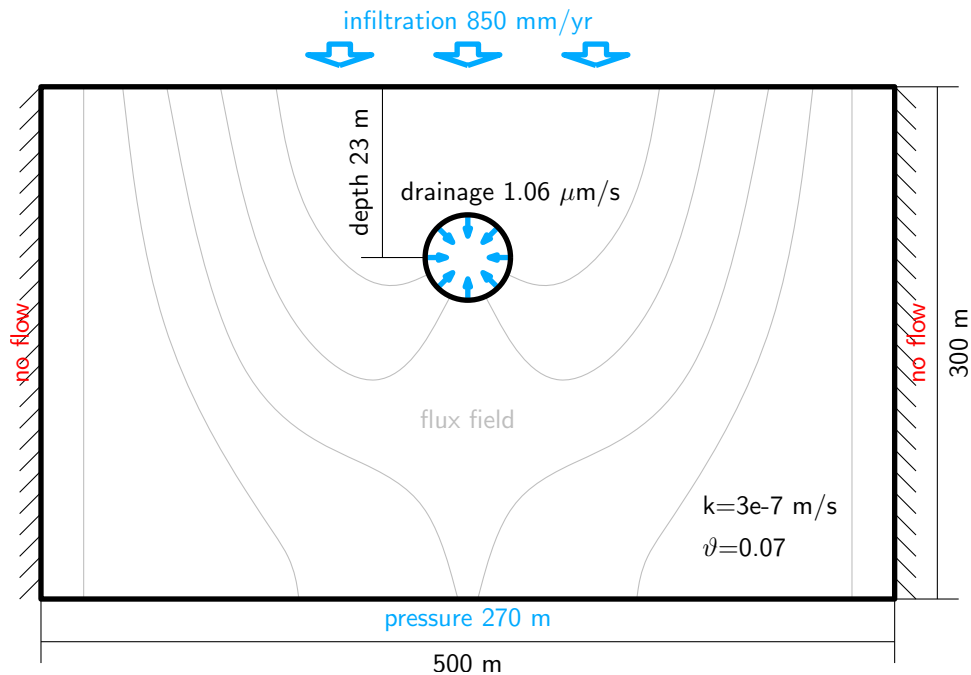 infiltration 850 mm/yr
depth 23 m
drainage 1.06 μm/s
no flow
no flow
300 m
flux field
k=3e-7 m/s
ϑ=0.07
pressure 270 m
500 m